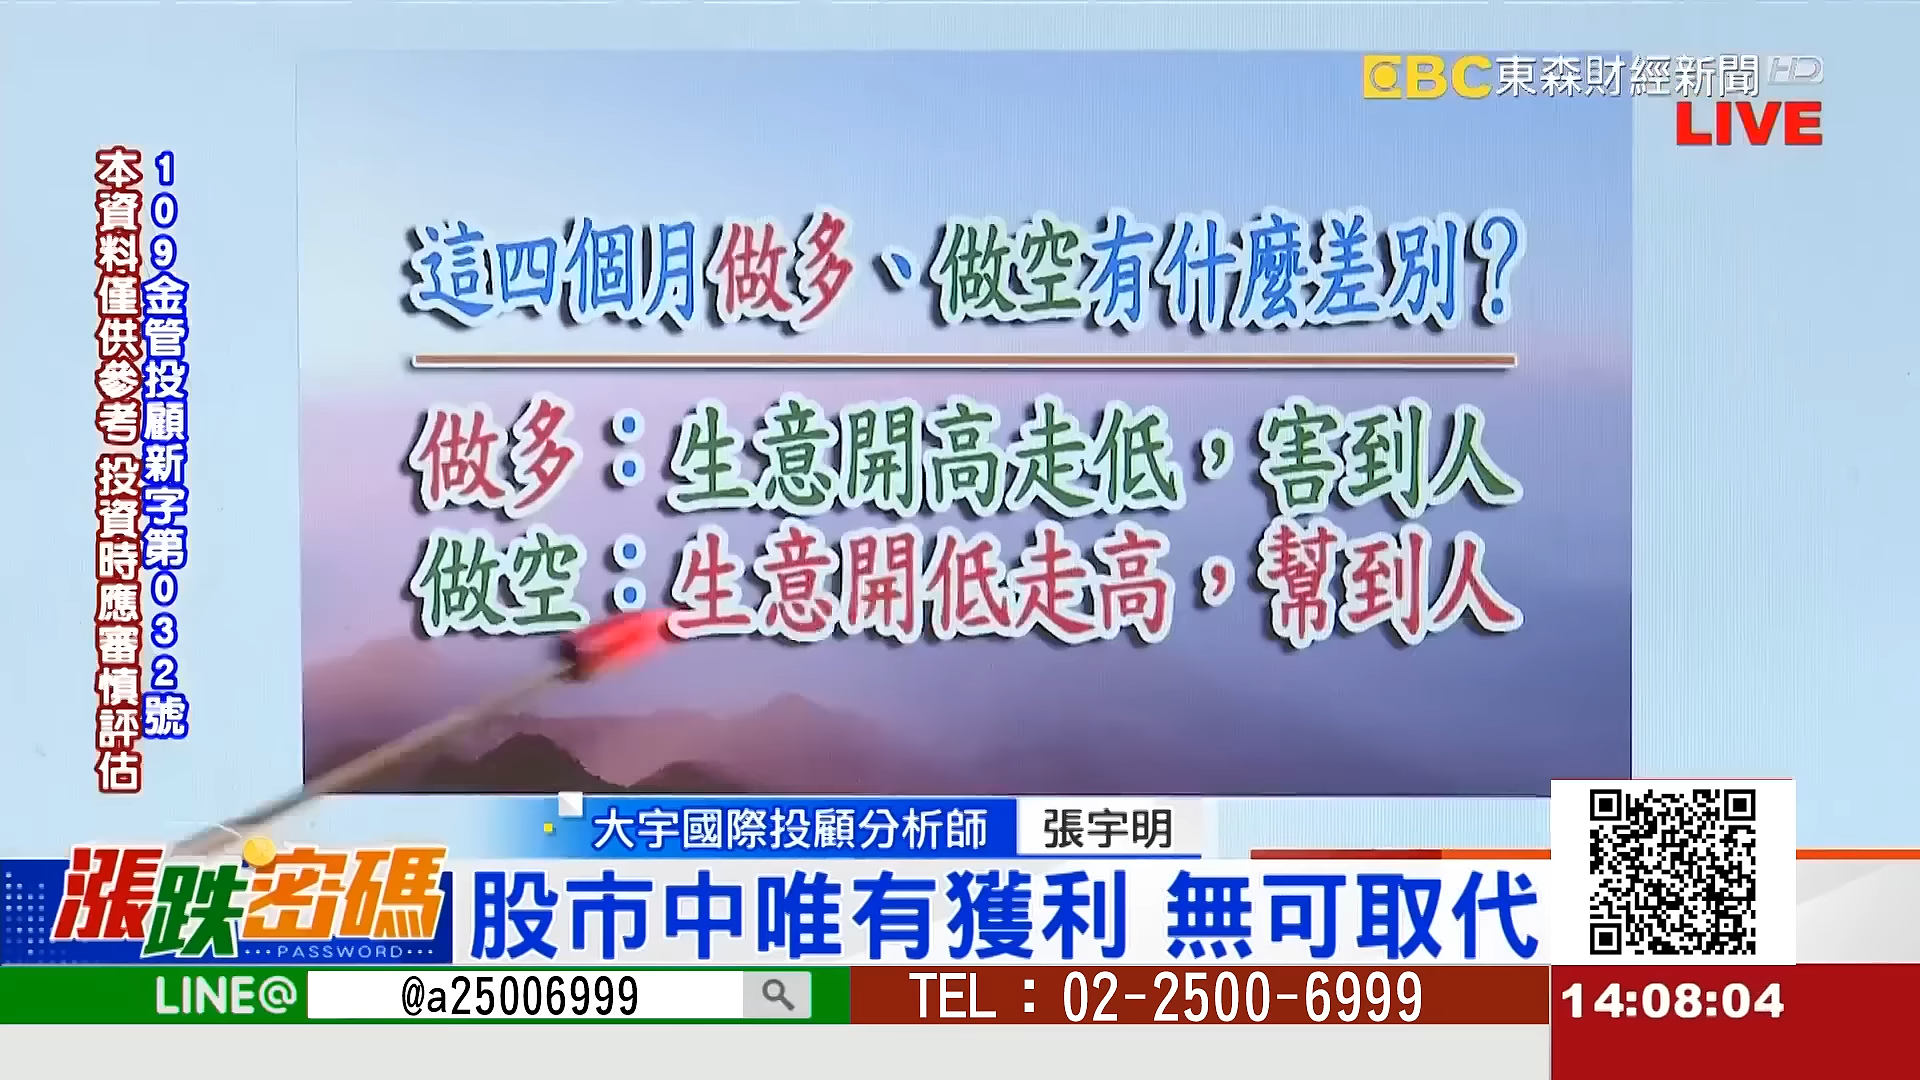 EBC東森財經新聞HD
LIVE
109金管投顧新字第032號
本資料僅供參考 投資時應審慎評估
這四個月做多、做空有什麼差別?
做多：生意開高走低，害到人
做空：生意開低走高，幫到人
大宇國際投顧分析師 張宇明
漲跌密碼
PASSWORD
股市中唯有獲利 無可取代
LINE@ @a25006999
TEL：02-2500-6999
14:08:04